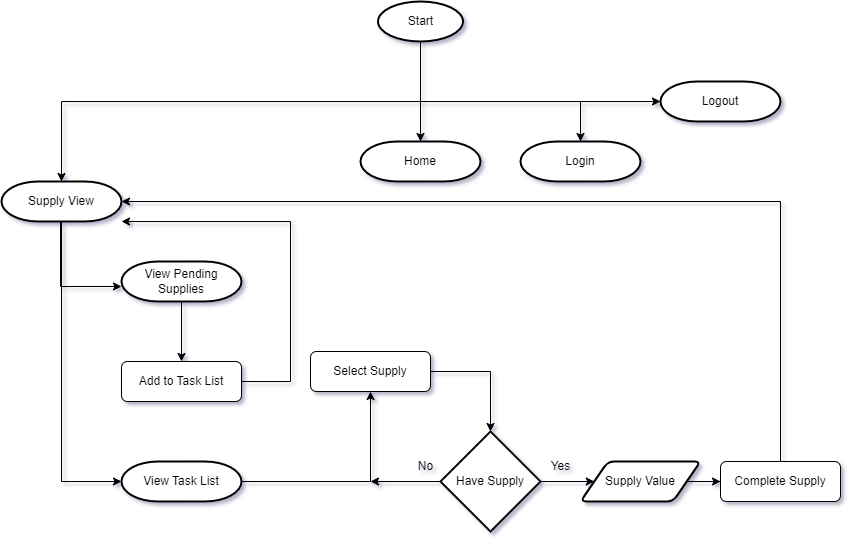 Start
Logout
Home
Login
Supply View
View Pending
Supplies
Add to Task List
Select Supply
No
Yes
View Task List
Have Supply
Supply Value
Complete Supply